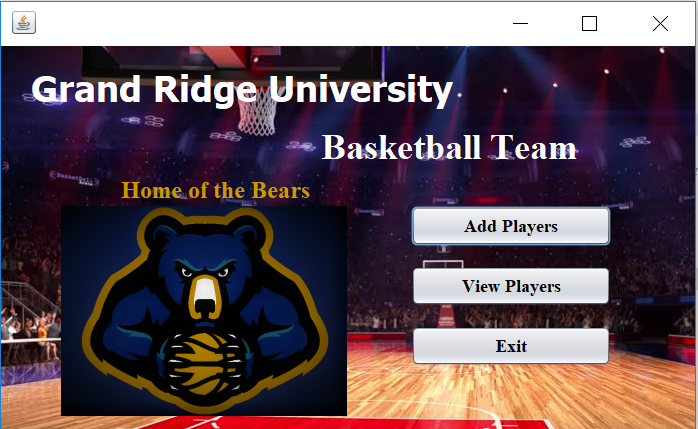 Grand Ridge University
Basketball Team
Home of the Bears
Add Players
View Players
Exit